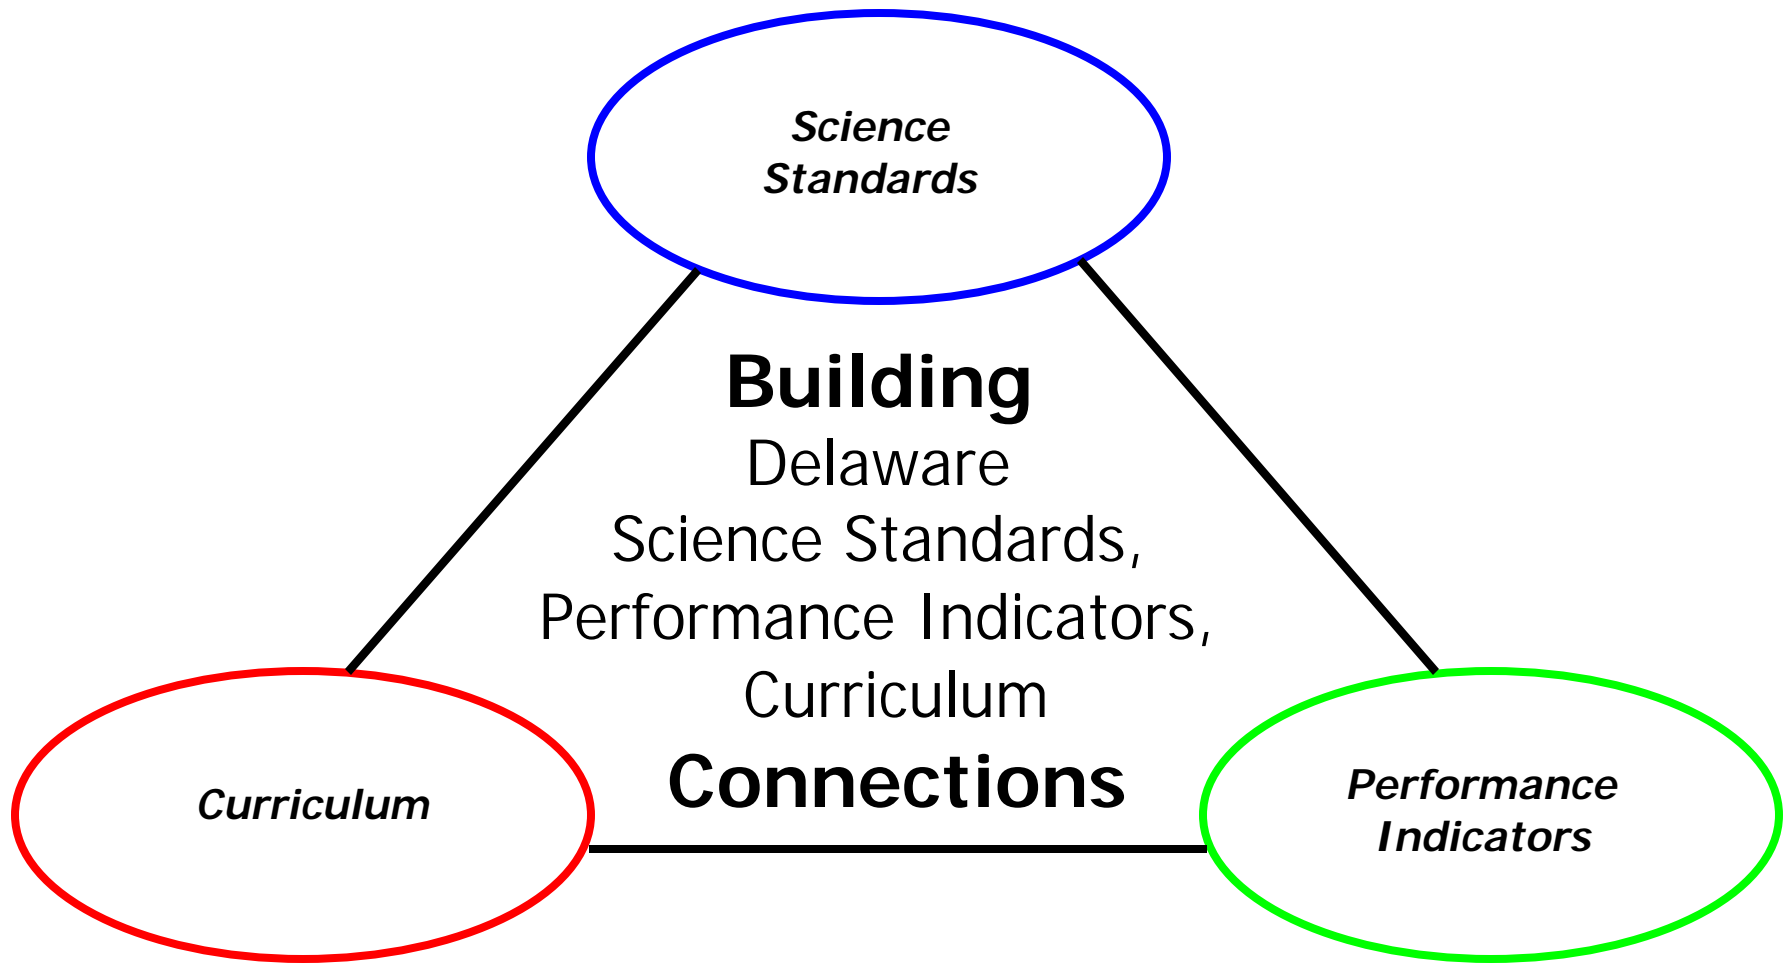 Science
Standards
Building
Delaware
Science Standards,
Performance Indicators,
Curriculum
Connections
Curriculum
Performance
Indicators